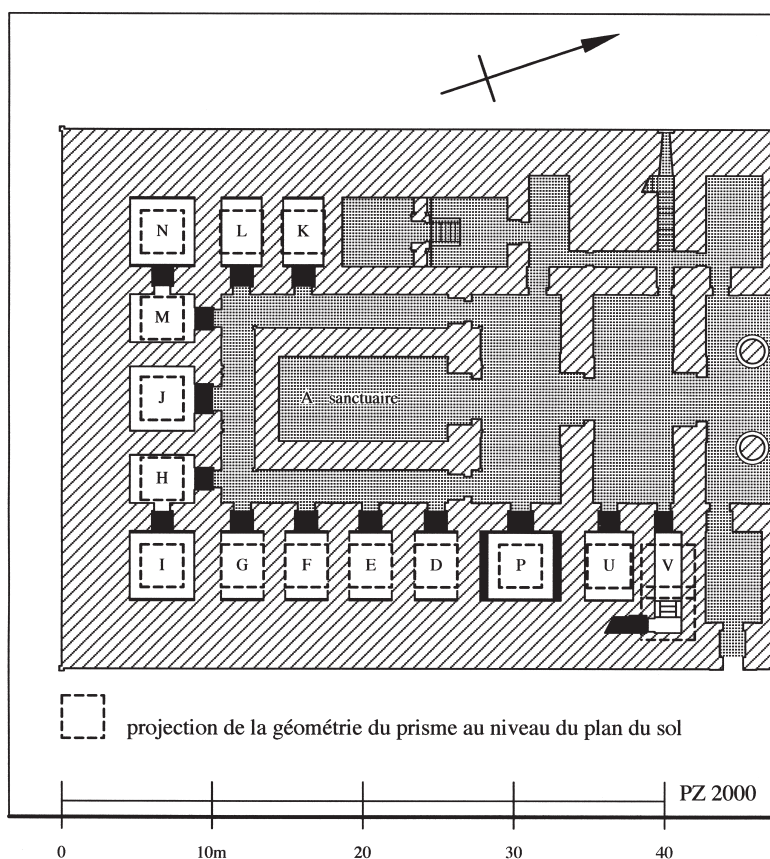 N L K
M
A sanctuaire
J
H
I G F E D P U V
projection de la géométrie du prisme au niveau du plan du sol
PZ 2000
0 10m 20 30 40